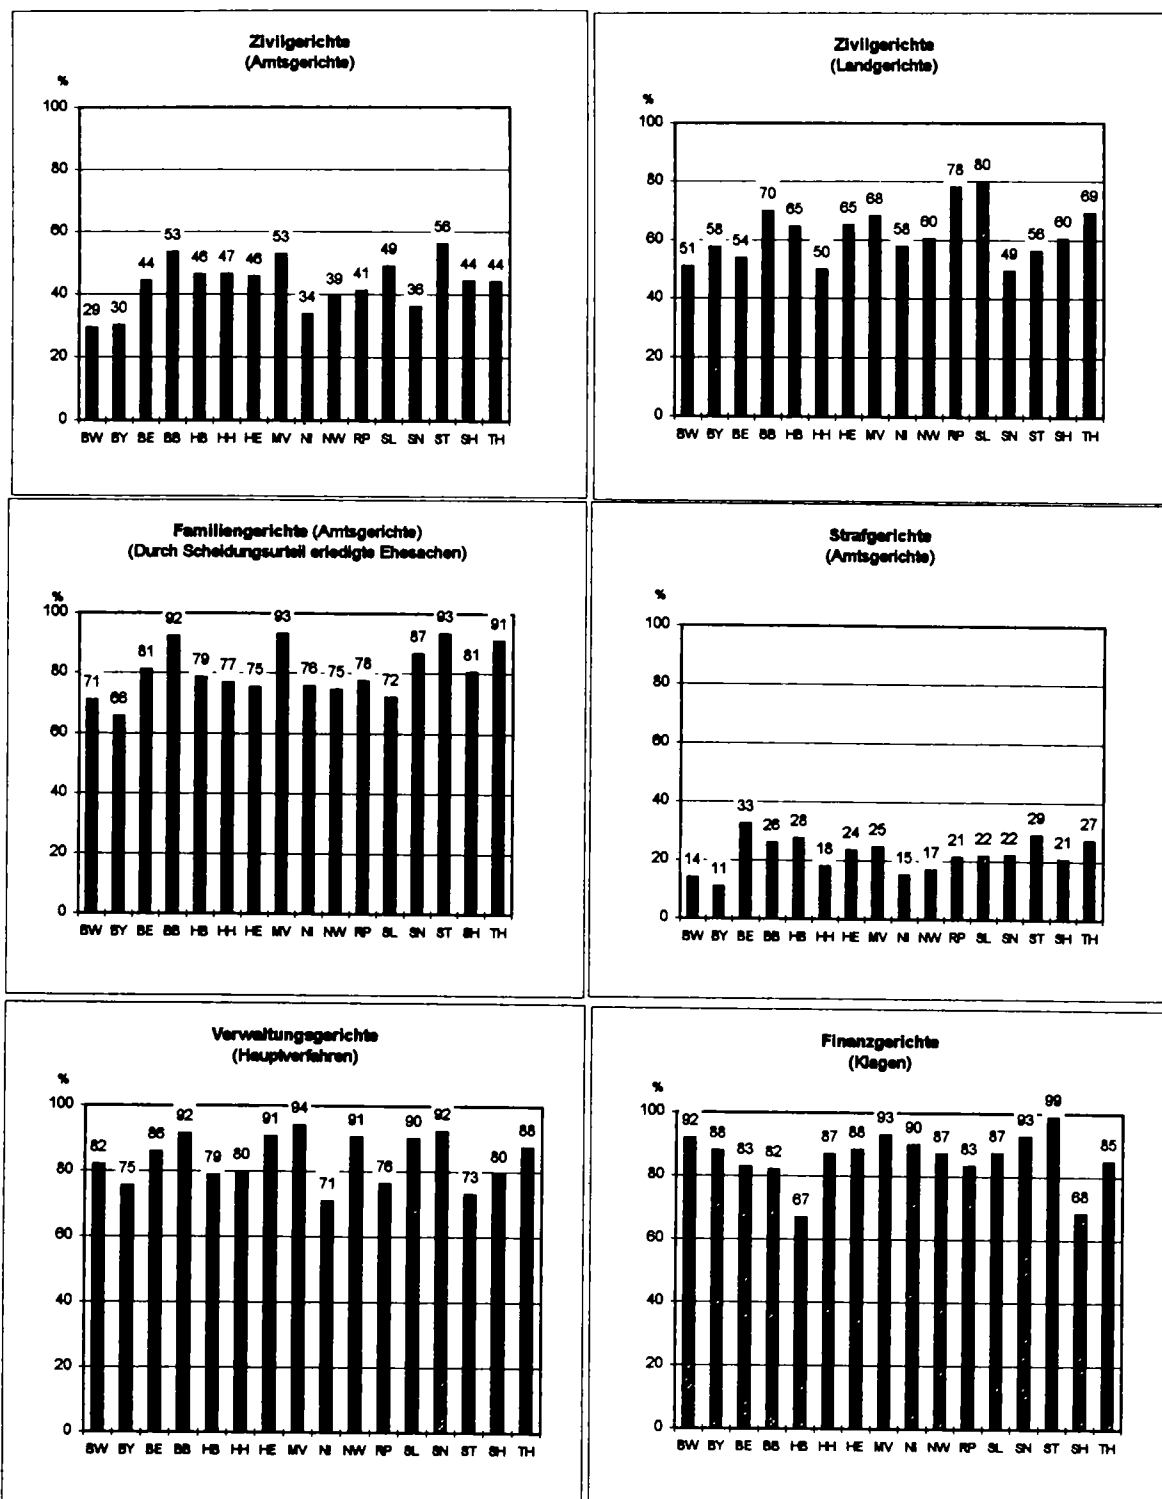 Zivilgerichte
(Amtsgerichte)
%
100
80
60
40
20
0
29 30 44 53 46 47 46 53 34 39 41 49 36 56 44 44
BW BY BE BB HB HH HE MV NI NW RP SL SN ST SH TH
Zivilgerichte
(Landgerichte)
%
100
80
60
40
20
0
51 58 54 70 65 50 65 68 58 60 78 80 49 56 60 69
BW BY BE BB HB HH HE MV NI NW RP SL SN ST SH TH
Familiengerichte (Amtsgerichte)
(Durch Scheidungsurteil erledigte Ehesachen)
%
100
80
60
40
20
0
71 66 81 92 79 77 75 93 76 75 78 72 87 93 81 91
BW BY BE BB HB HH HE MV NI NW RP SL SN ST SH TH
Strafgerichte
(Amtsgerichte)
%
100
80
60
40
20
0
14 11 33 26 28 18 24 25 15 17 21 22 22 29 21 27
BW BY BE BB HB HH HE MV NI NW RP SL SN ST SH TH
Verwaltungsgerichte
(Hauptverfahren)
%
100
80
60
40
20
0
82 75 86 92 79 80 91 94 71 91 76 90 92 73 80 88
BW BY BE BB HB HH HE MV NI NW RP SL SN ST SH TH
Finanzgerichte
(Klagen)
%
100
80
60
40
20
0
92 88 83 82 67 87 88 93 90 87 83 87 93 99 68 85
BW BY BE BB HB HH HE MV NI NW RP SL SN ST SH TH